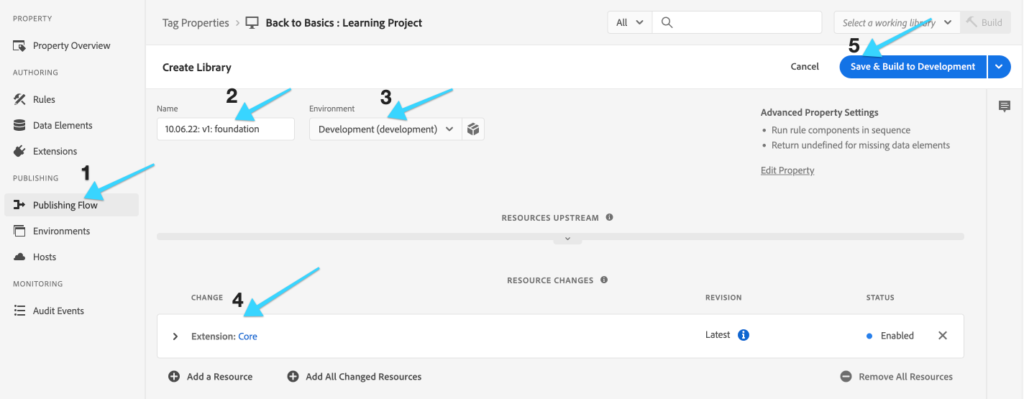 PROPERTY
Property Overview
AUTHORING
Rules
Data Elements
Extensions
PUBLISHING
1
Publishing Flow
Environments
Hosts
MONITORING
Audit Events
Tag Properties > Back to Basics : Learning Project
All
Select a working library
Build
5
Create Library
Cancel
Save & Build to Development
2
3
Name
Environment
10.06.22: v1: foundation
Development (development)
Advanced Property Settings
• Run rule components in sequence
• Return undefined for missing data elements
Edit Property
RESOURCES UPSTREAM
RESOURCE CHANGES
4
CHANGE
REVISION
STATUS
Extension: Core
Latest
Enabled
Add a Resource
Add All Changed Resources
Remove All Resources